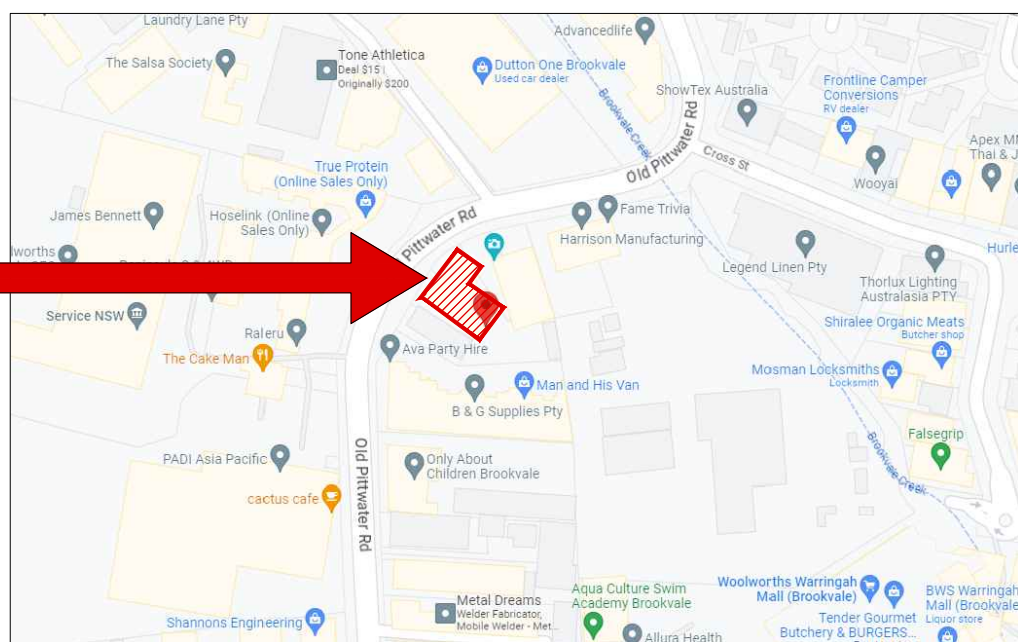 Laundry Lane Pty
The Salsa Society
Tone Athletica
Deal $15
Originally $200
Advancedlife
Dutton One Brookvale
Used car dealer
ShowTex Australia
Frontline Camper
Conversions
RV dealer
Brookvale Creek
Apex
Thai & J
Wooyai
Cross St
Old Pittwater Rd
True Protein
(Online Sales Only)
James Bennett
Hoselink (Online
Sales Only)
Fame Trivia
Harrison Manufacturing
Pittwater Rd
Legend Linen Pty
Thorlux Lighting
Australasia PTY
Service NSW
Raleru
The Cake Man
Ava Party Hire
Shiralee Organic Meats
Butcher shop
Man and His Van
B & G Supplies Pty
Mosman Locksmiths
Locksmith
Falsegrip
Brookvale Creek
PADI Asia Pacific
Only About
Children Brookvale
cactus cafe
Old Pittwater Rd
Shannons Engineering
Metal Dreams
Welder Fabricator,
Mobile Welder - Met...
Aqua Culture Swim
Academy Brookvale
Allura Health
Woolworths Warringah
Mall (Brookvale)
BWS Warringah
Mall (Brookvale
Liquor store
Tender Gourmet
Butchery & BURGERS...